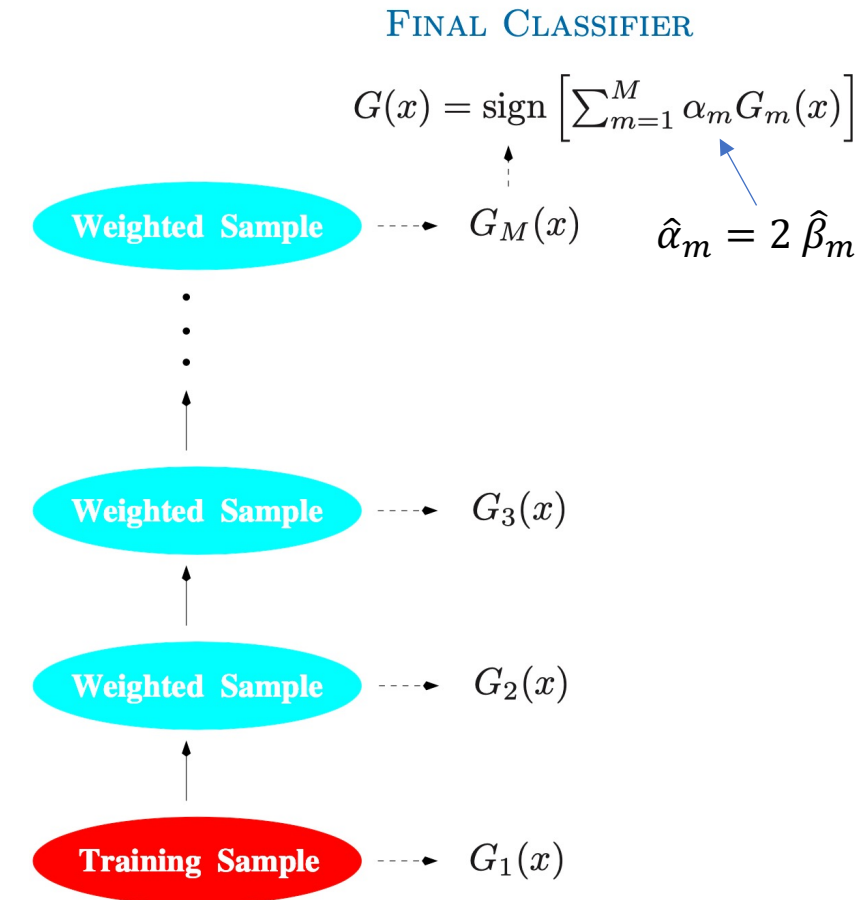 FINAL CLASSIFIER
G(x) = sign [∑_{m=1}^{M} α_m G_m(x)]
Weighted Sample
G_M(x)
α̂_m = 2 β̂_m
Weighted Sample
G_3(x)
Weighted Sample
G_2(x)
Training Sample
G_1(x)